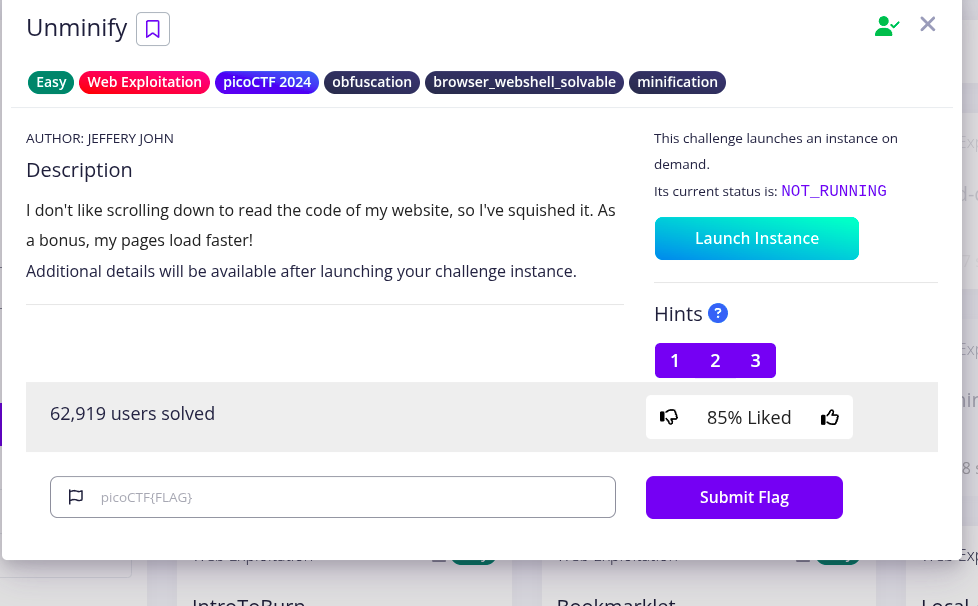 Unminify
Easy Web Exploitation picoCTF 2024 obfuscation browser_webshell_solvable minification
AUTHOR: JEFFERY JOHN
Description
I don't like scrolling down to read the code of my website, so I've squished it. As
a bonus, my pages load faster!
Additional details will be available after launching your challenge instance.
This challenge launches an instance on
demand.
Its current status is: NOT_RUNNING
Launch Instance
Hints ?
1 2 3
62,919 users solved
85% Liked
picoCTF{FLAG}
Submit Flag
IntroToBurp
Bookmarklet
Local